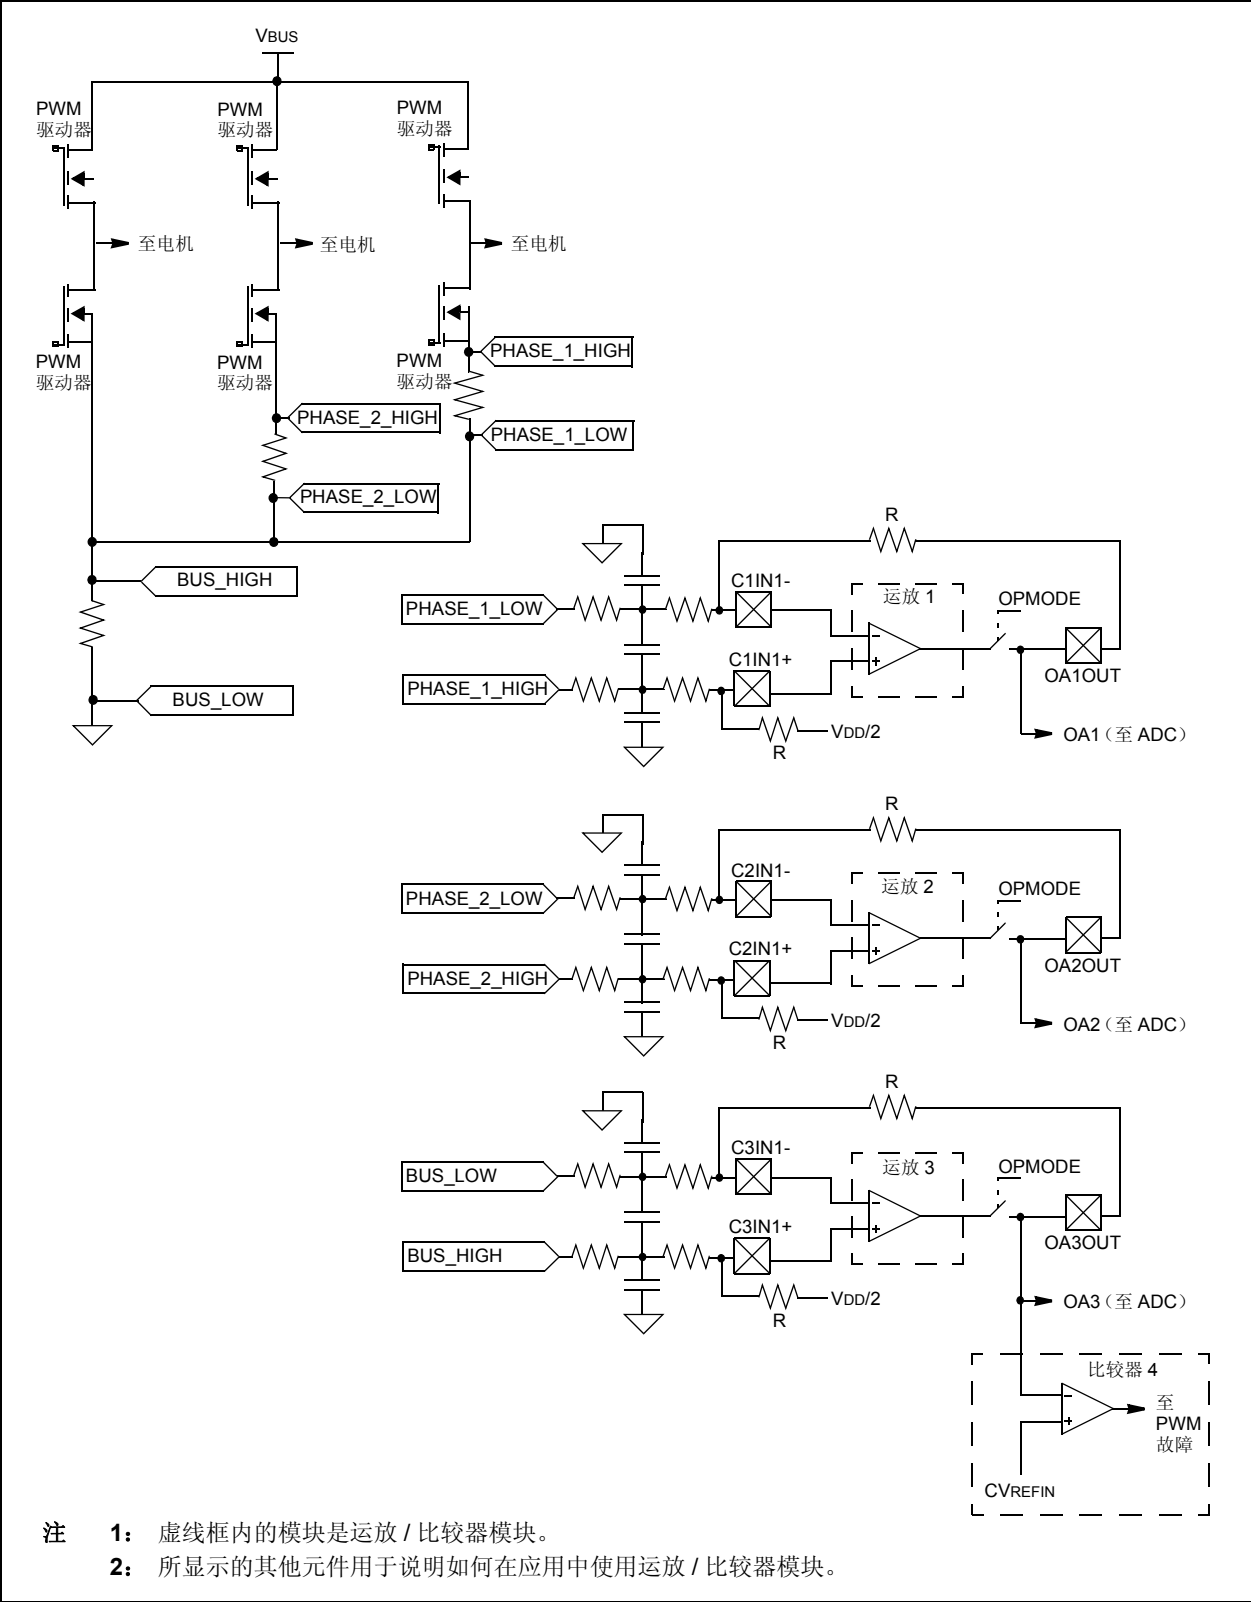 VBUS
PWM
驱动器
PWM
驱动器
PWM
驱动器
至电机
至电机
至电机
PWM
驱动器
PWM
驱动器
PWM
驱动器
PHASE_1_HIGH
PHASE_2_HIGH
PHASE_1_LOW
PHASE_2_LOW
BUS_HIGH
BUS_LOW
R
C1IN1-
运放 1
OPMODE
PHASE_1_LOW
C1IN1+
PHASE_1_HIGH
OA1OUT
VDD/2
R
OA1（至 ADC）
R
C2IN1-
运放 2
OPMODE
PHASE_2_LOW
C2IN1+
PHASE_2_HIGH
OA2OUT
VDD/2
R
OA2（至 ADC）
R
C3IN1-
运放 3
OPMODE
BUS_LOW
C3IN1+
BUS_HIGH
OA3OUT
VDD/2
R
OA3（至 ADC）
比较器 4
至
PWM
故障
CVREFIN
注 1： 虚线框内的模块是运放 / 比较器模块。
2： 所显示的其他元件用于说明如何在应用中使用运放 / 比较器模块。